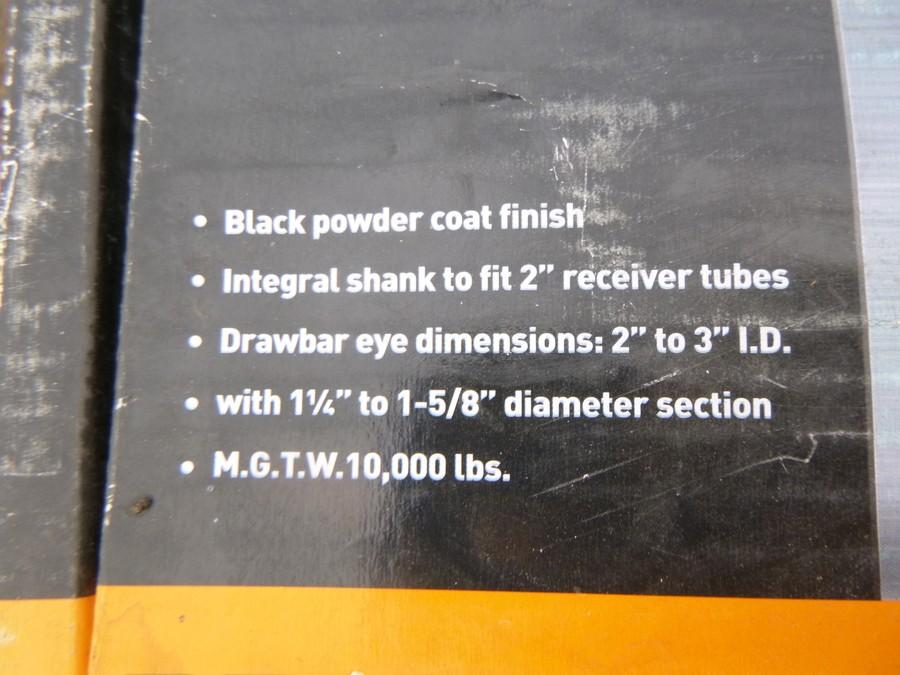 • Black powder coat finish
• Integral shank to fit 2” receiver tubes
• Drawbar eye dimensions: 2” to 3” I.D.
• with 1¼” to 1-5/8” diameter section
• M.G.T.W.10,000 lbs.